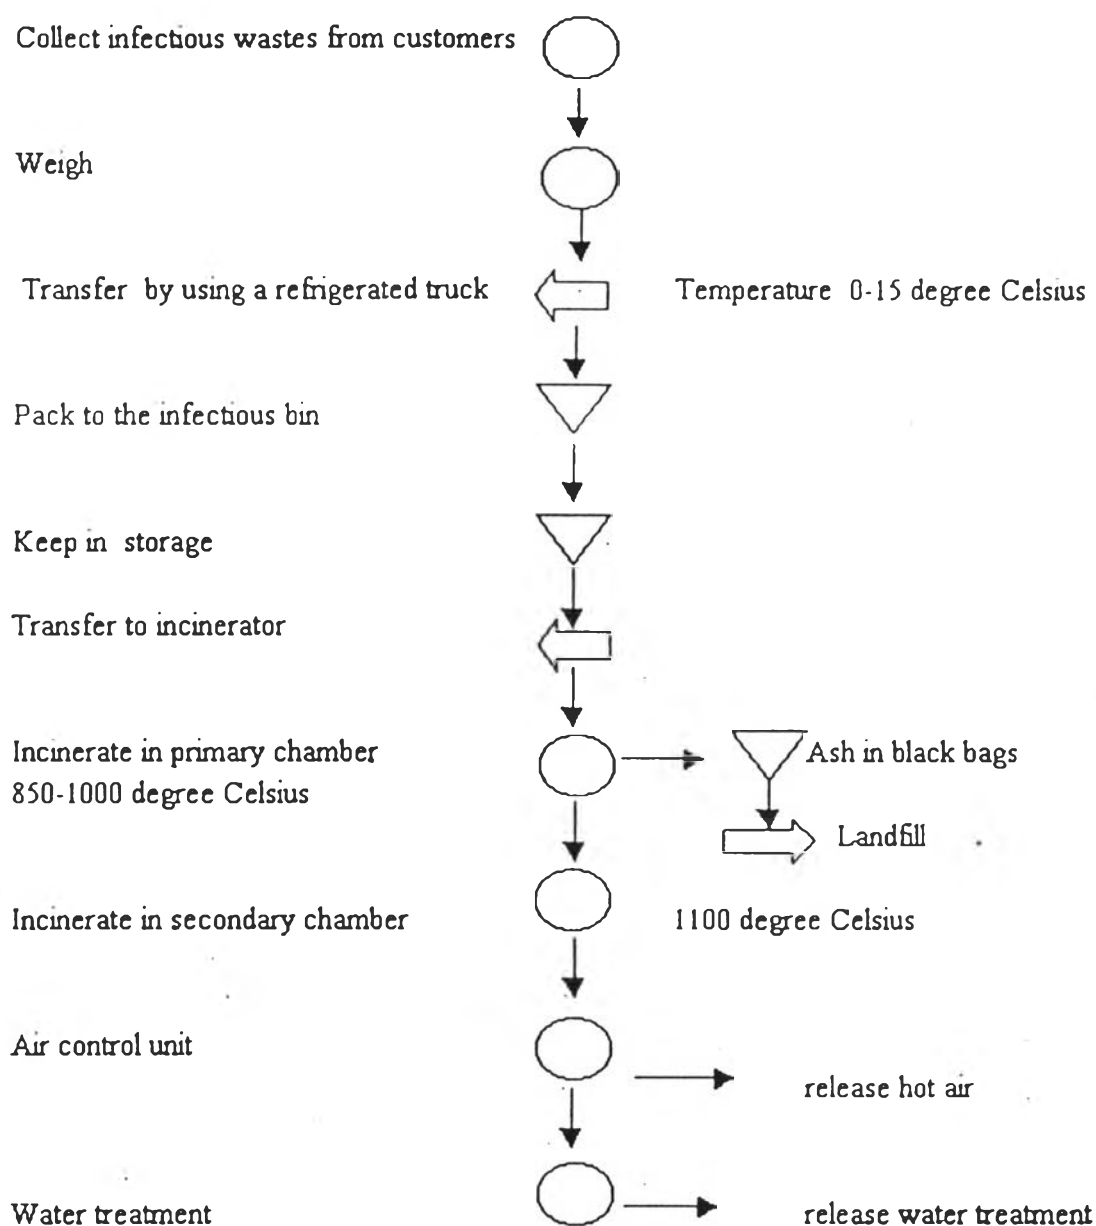 Collect infectious wastes from customers
Weigh
Transfer by using a refrigerated truck
Temperature 0-15 degree Celsius
Pack to the infectious bin
Keep in storage
Transfer to incinerator
Incinerate in primary chamber
850-1000 degree Celsius
Ash in black bags
Landfill
Incinerate in secondary chamber
1100 degree Celsius
Air control unit
release hot air
Water treatment
release water treatment